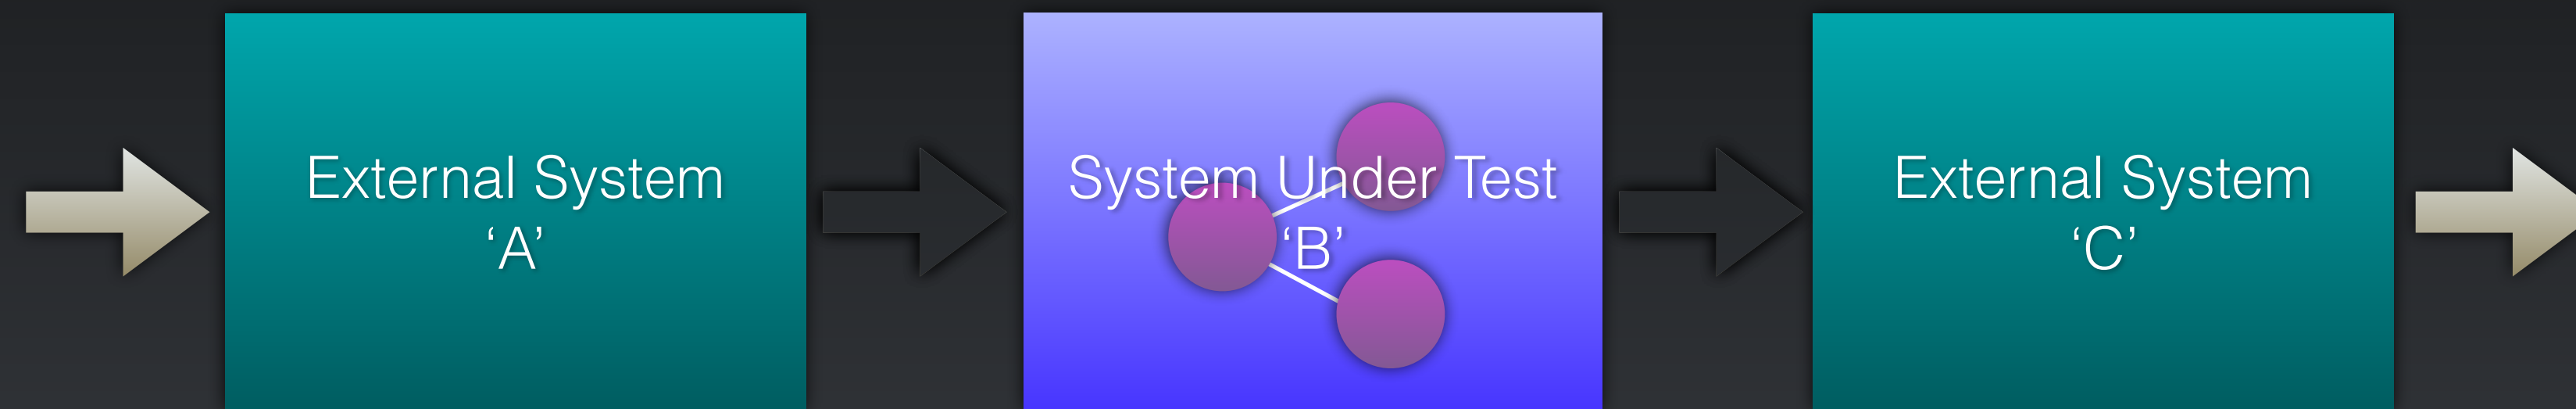 External System
‘A’
System Under Test
‘B’
External System
‘C’